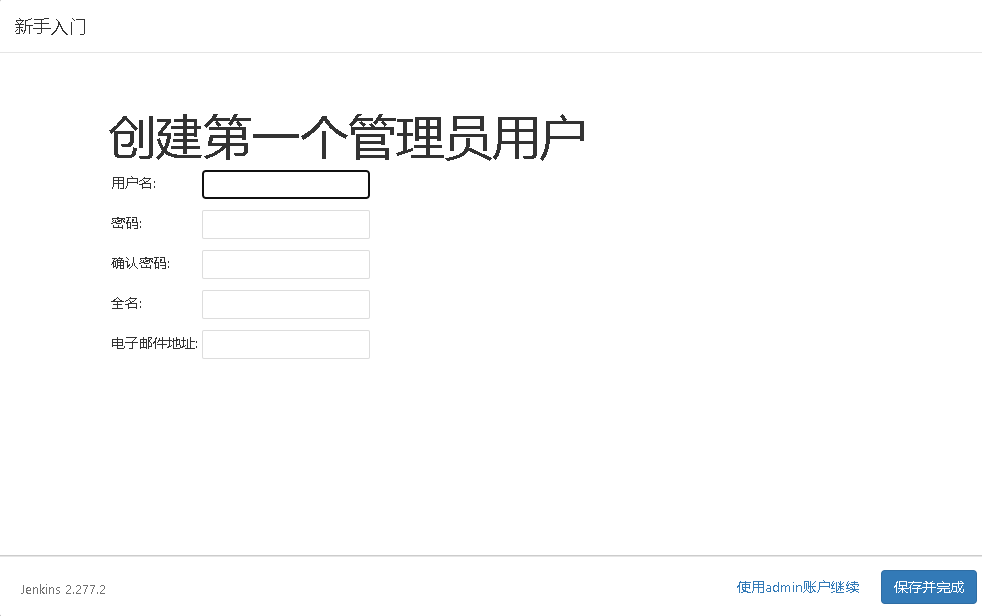 新手入门
创建第一个管理员用户
用户名:
密码:
确认密码:
全名:
电子邮件地址:
Jenkins 2.277.2
使用admin账户继续
保存并完成